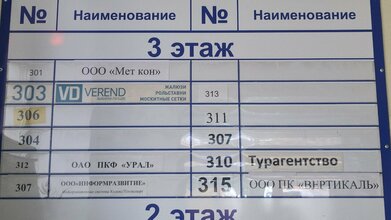 № Наименование № Наименование
3 этаж
301 ООО «Мет кон»
303 VD VEREND ЖАЛЮЗИ РОЛЬСТАВНИ МОСКИТНЫЕ СЕТКИ 313
306 311
304 307
312 ОАО ПКФ «УРАЛ» 310 Турагентство
307 ООО«ИНФОРМРАЗВИТИЕ» 315 ООО ПК «ВЕРТИКАЛЬ»
2 этаж